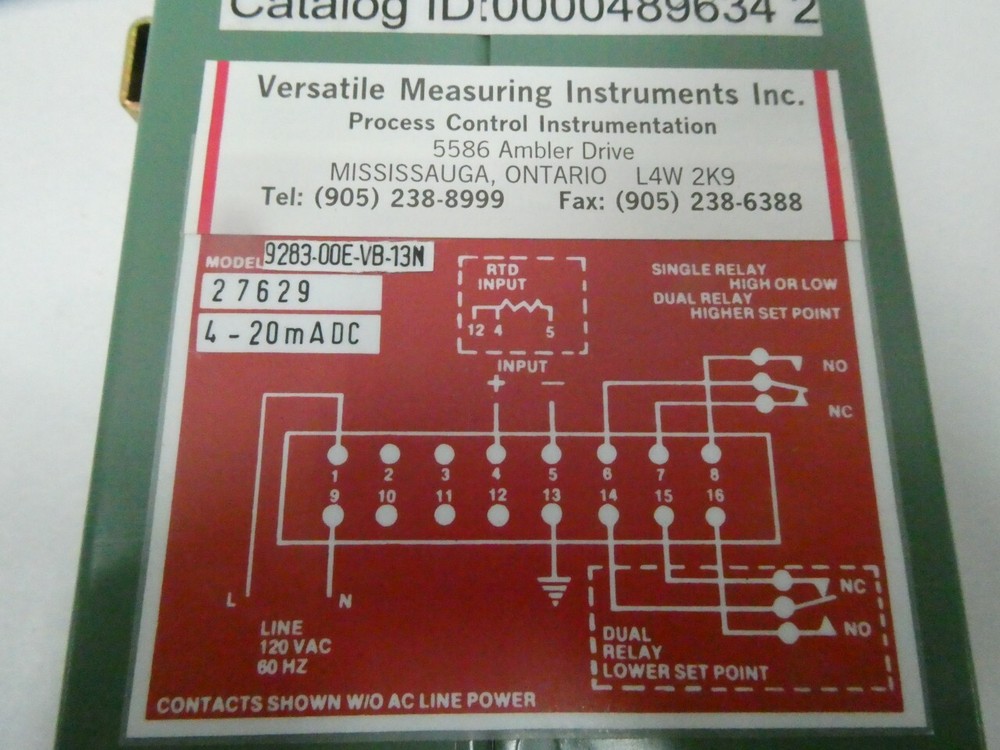 Catalog ID:0000489634 2
Versatile Measuring Instruments Inc.
Process Control Instrumentation
5586 Ambler Drive
MISSISSAUGA, ONTARIO L4W 2K9
Tel: (905) 238-8999 Fax: (905) 238-6388
MODEL 9283-00E-VB-13N
27629
4-20mADC
RTD
INPUT
12 4 5
INPUT
+ -
SINGLE RELAY
HIGH OR LOW
DUAL RELAY
HIGHER SET POINT
NO
NC
1 2 3 4 5 6 7 8
9 10 11 12 13 14 15 16
L N
LINE
120 VAC
60 HZ
NC
NO
DUAL
RELAY
LOWER SET POINT
CONTACTS SHOWN W/O AC LINE POWER